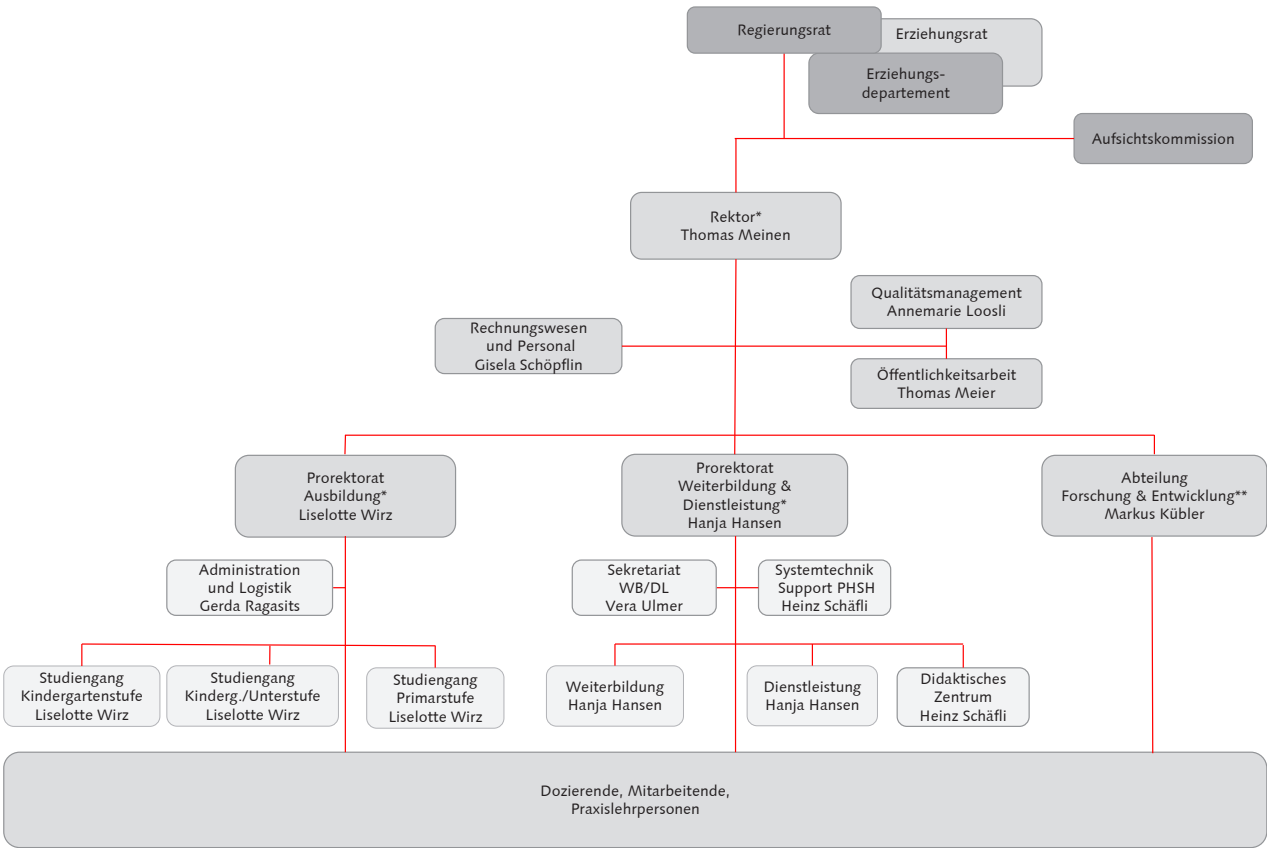 Regierungsrat
Erziehungsrat
Erziehungs-
departement
Aufsichtskommission
Rektor*
Thomas Meinen
Qualitätsmanagement
Annemarie Loosli
Rechnungswesen
und Personal
Gisela Schöpflin
Öffentlichkeitsarbeit
Thomas Meier
Prorektorat
Ausbildung*
Liselotte Wirz
Prorektorat
Weiterbildung &
Dienstleistung*
Hanja Hansen
Abteilung
Forschung & Entwicklung**
Markus Kübler
Administration
und Logistik
Gerda Ragasits
Sekretariat
WB/DL
Vera Ulmer
Systemtechnik
Support PHSH
Heinz Schäfli
Studiengang
Kindergartenstufe
Liselotte Wirz
Studiengang
Kinderg./Unterstufe
Liselotte Wirz
Studiengang
Primarstufe
Liselotte Wirz
Weiterbildung
Hanja Hansen
Dienstleistung
Hanja Hansen
Didaktisches
Zentrum
Heinz Schäfli
Dozierende, Mitarbeitende,
Praxislehrpersonen